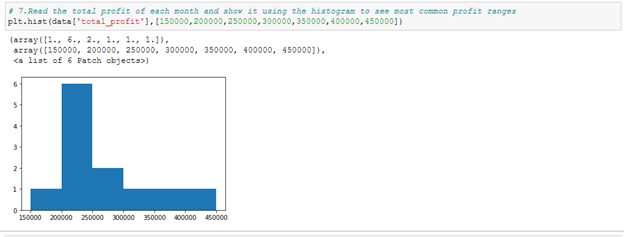 # 7.Read the total profit of each month and show it using the histogram to see most common profit ranges
plt.hist(data['total_profit'],[150000,200000,250000,300000,350000,400000,450000])
(array([1., 6., 2., 1., 1., 1.]),
array([150000, 200000, 250000, 300000, 350000, 400000, 450000]),
<a list of 6 Patch objects>)
6
5
4
3
2
1
0
150000 200000 250000 300000 350000 400000 450000